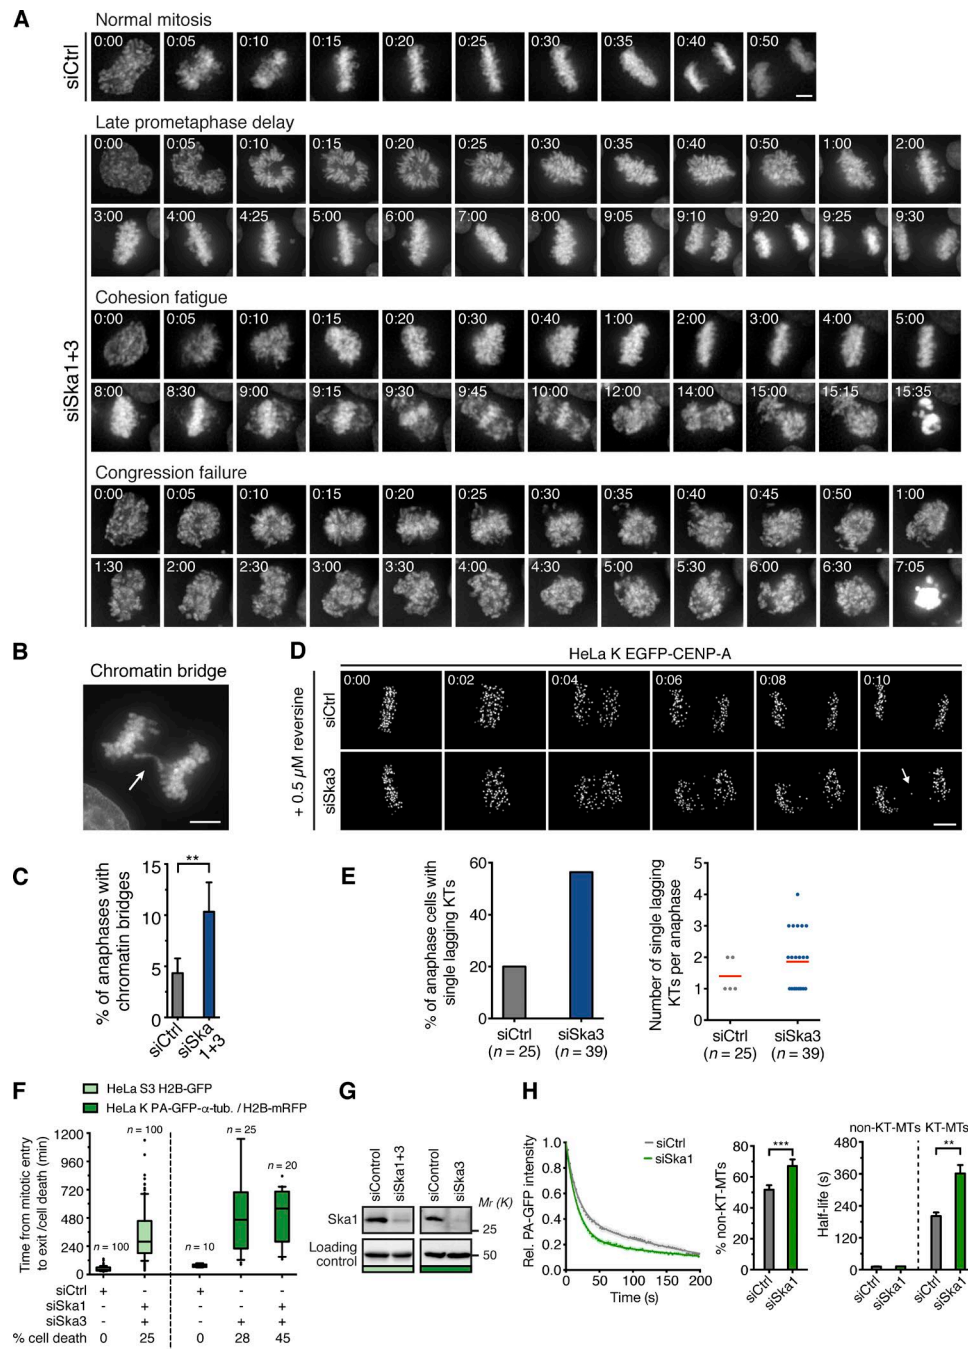 A
Normal mitosis
siCtrl
0:00 0:05 0:10 0:15 0:20 0:25 0:30 0:35 0:40 0:50
Late prometaphase delay
siSka1+3
0:00 0:05 0:10 0:15 0:20 0:25 0:30 0:35 0:40 0:50 1:00 2:00
3:00 4:00 4:25 5:00 6:00 7:00 8:00 9:05 9:10 9:20 9:25 9:30
Cohesion fatigue
0:00 0:05 0:10 0:15 0:20 0:30 0:40 1:00 2:00 3:00 4:00 5:00
8:00 8:30 9:00 9:15 9:30 9:45 10:00 12:00 14:00 15:00 15:15 15:35
Congression failure
0:00 0:05 0:10 0:15 0:20 0:25 0:30 0:35 0:40 0:45 0:50 1:00
1:30 2:00 2:30 3:00 3:30 4:00 4:30 5:00 5:30 6:00 6:30 7:05
B
Chromatin bridge
C
% of anaphases with
chromatin bridges
15
10
5
0
**
siCtrl
siSka
1+3
D
HeLa K EGFP-CENP-A
+ 0.5 µM reversine
siCtrl
siSka3
0:00 0:02 0:04 0:06 0:08 0:10
E
% of anaphase cells with
single lagging KTs
60
40
20
0
siCtrl
(n = 25)
siSka3
(n = 39)
Number of single lagging
KTs per anaphase
5
4
3
2
1
0
siCtrl
(n = 25)
siSka3
(n = 39)
F
HeLa S3 H2B-GFP
HeLa K PA-GFP-α-tub. / H2B-mRFP
Time from mitotic entry
to exit /cell death (min)
1200
960
720
480
240
0
n = 100
n = 100
n = 10
n = 25
n = 20
siCtrl + - + - -
siSka1 - + - - +
siSka3 - + - + +
% cell death 0 25 0 28 45
G
siControl
siSka1+3
siControl
siSka3
Mr (K)
Ska1
25
Loading
control
50
H
Rel. PA-GFP intensity
1.0
0.8
0.6
0.4
0.2
0.0
0 50 100 150 200
Time (s)
siCtrl
siSka1
% non-KT-MTs
80
60
40
20
0
***
siCtrl
siSka1
non-KT-MTs KT-MTs
Half-life (s)
480
360
240
120
0
**
siCtrl
siSka1
siCtrl
siSka1